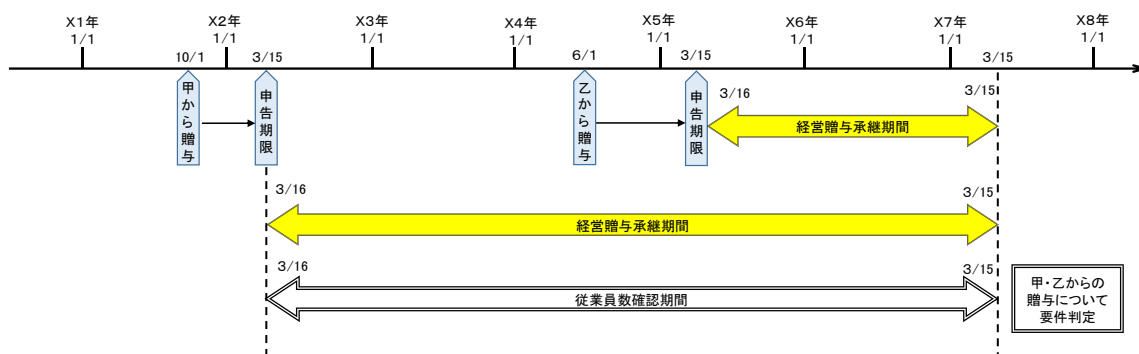 X1年
1/1
X2年
1/1
X3年
1/1
X4年
1/1
X5年
1/1
X6年
1/1
X7年
1/1
X8年
1/1
10/1
3/15
6/1
3/15
3/15
甲から贈与
申告期限
乙から贈与
申告期限
3/16
3/15
経営贈与承継期間
3/16
3/15
経営贈与承継期間
3/16
3/15
従業員数確認期間
甲・乙からの
贈与について
要件判定